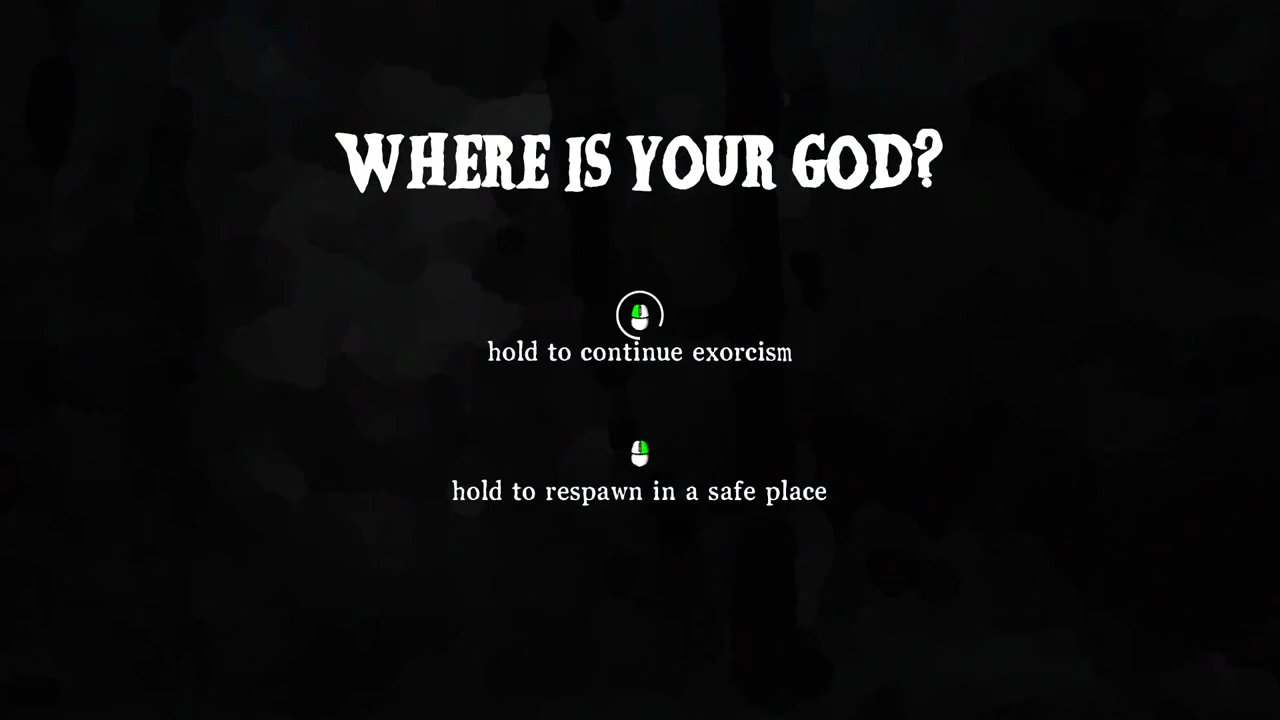 WHERE IS YOUR GOD?
hold to continue exorcism
hold to respawn in a safe place